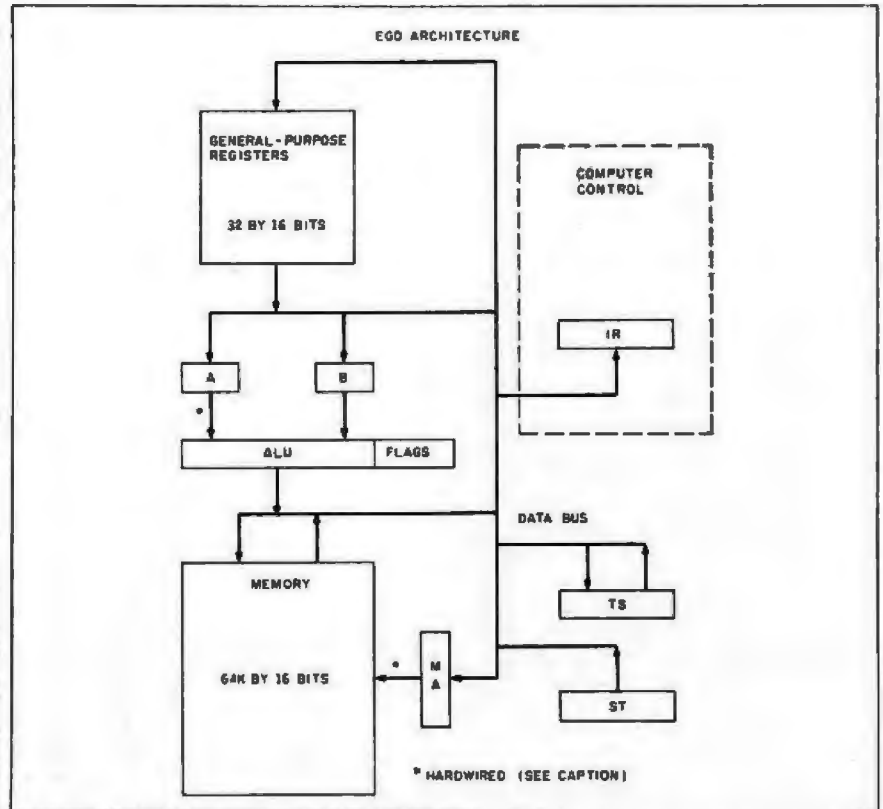 EGO ARCHITECTURE
GENERAL-PURPOSE
REGISTERS
32 BY 16 BITS
COMPUTER
CONTROL
IR
A
B
*
ALU
FLAGS
DATA BUS
MEMORY
TS
64K BY 16 BITS
*
M
A
ST
* HARDWIRED (SEE CAPTION)